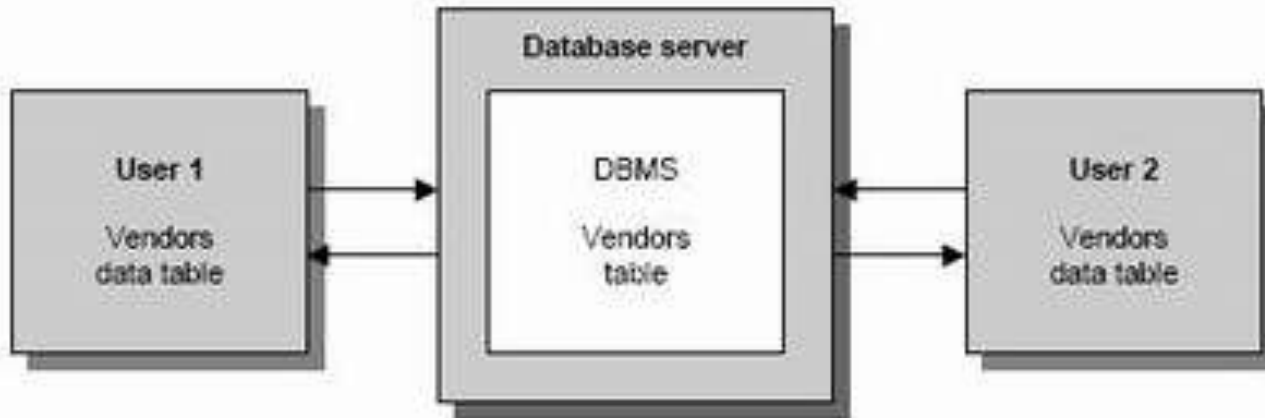 Database server
User 1
Vendors
data table
DBMS
Vendors
table
User 2
Vendors
data table